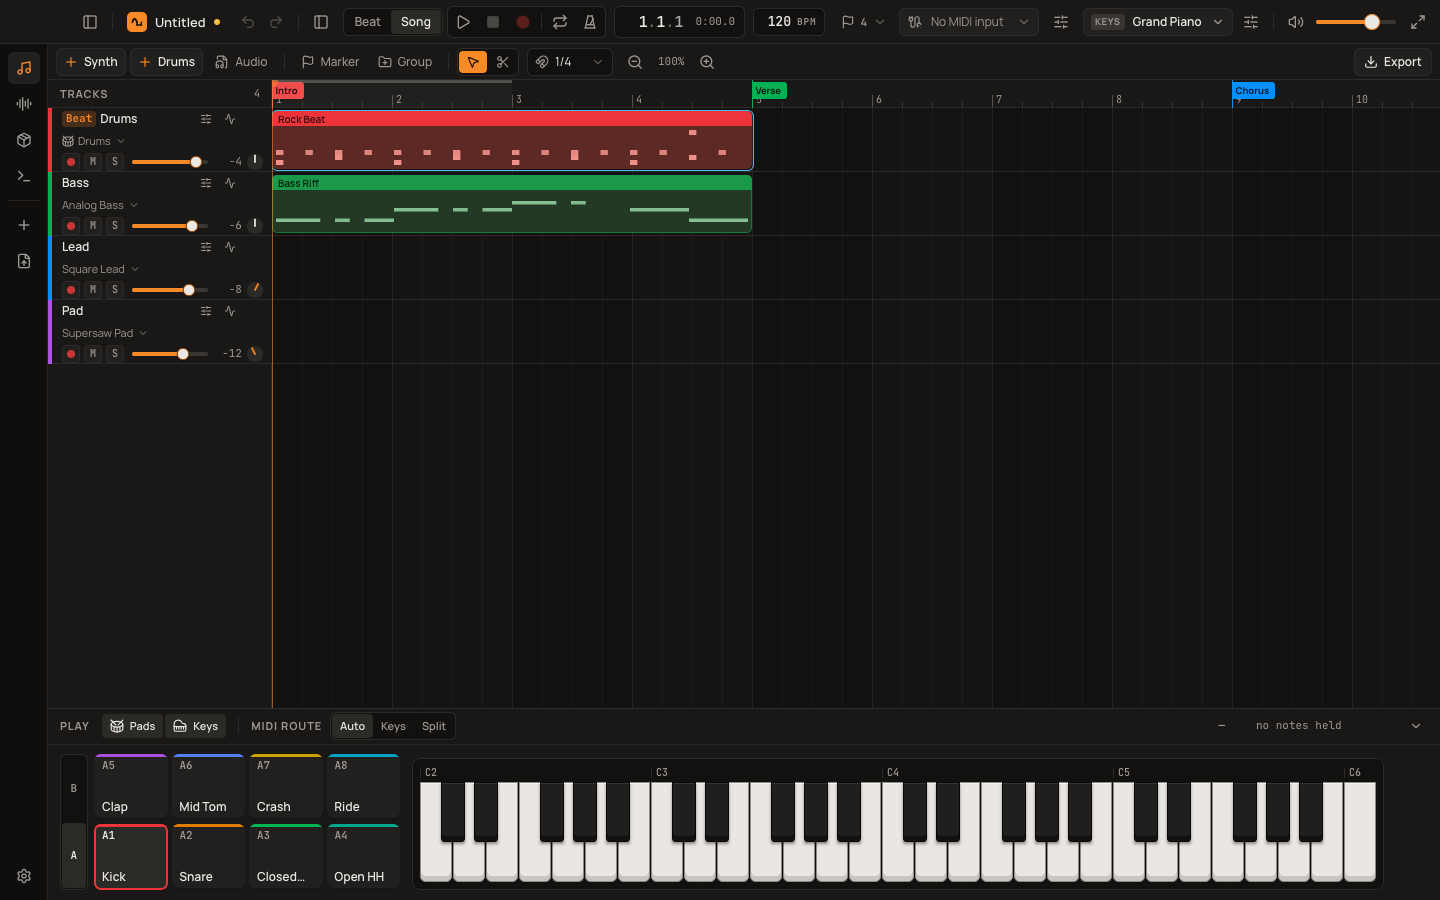 Untitled
Beat Song
1.1.1 0:00.0
120 BPM
4
No MIDI input
KEYS Grand Piano
Synth Drums Audio Marker Group 1/4 100% Export
TRACKS 4
Intro Verse Chorus
1 2 3 4 5 6 7 8 9 10
Beat Drums
Drums
M S -4
Rock Beat
Bass
Analog Bass
M S -6
Bass Riff
Lead
Square Lead
M S -8
Pad
Supersaw Pad
M S -12
PLAY Pads Keys MIDI ROUTE Auto Keys Split — no notes held
B
A5 A6 A7 A8
Clap Mid Tom Crash Ride
A
A1 A2 A3 A4
Kick Snare Closed... Open HH
C2 C3 C4 C5 C6